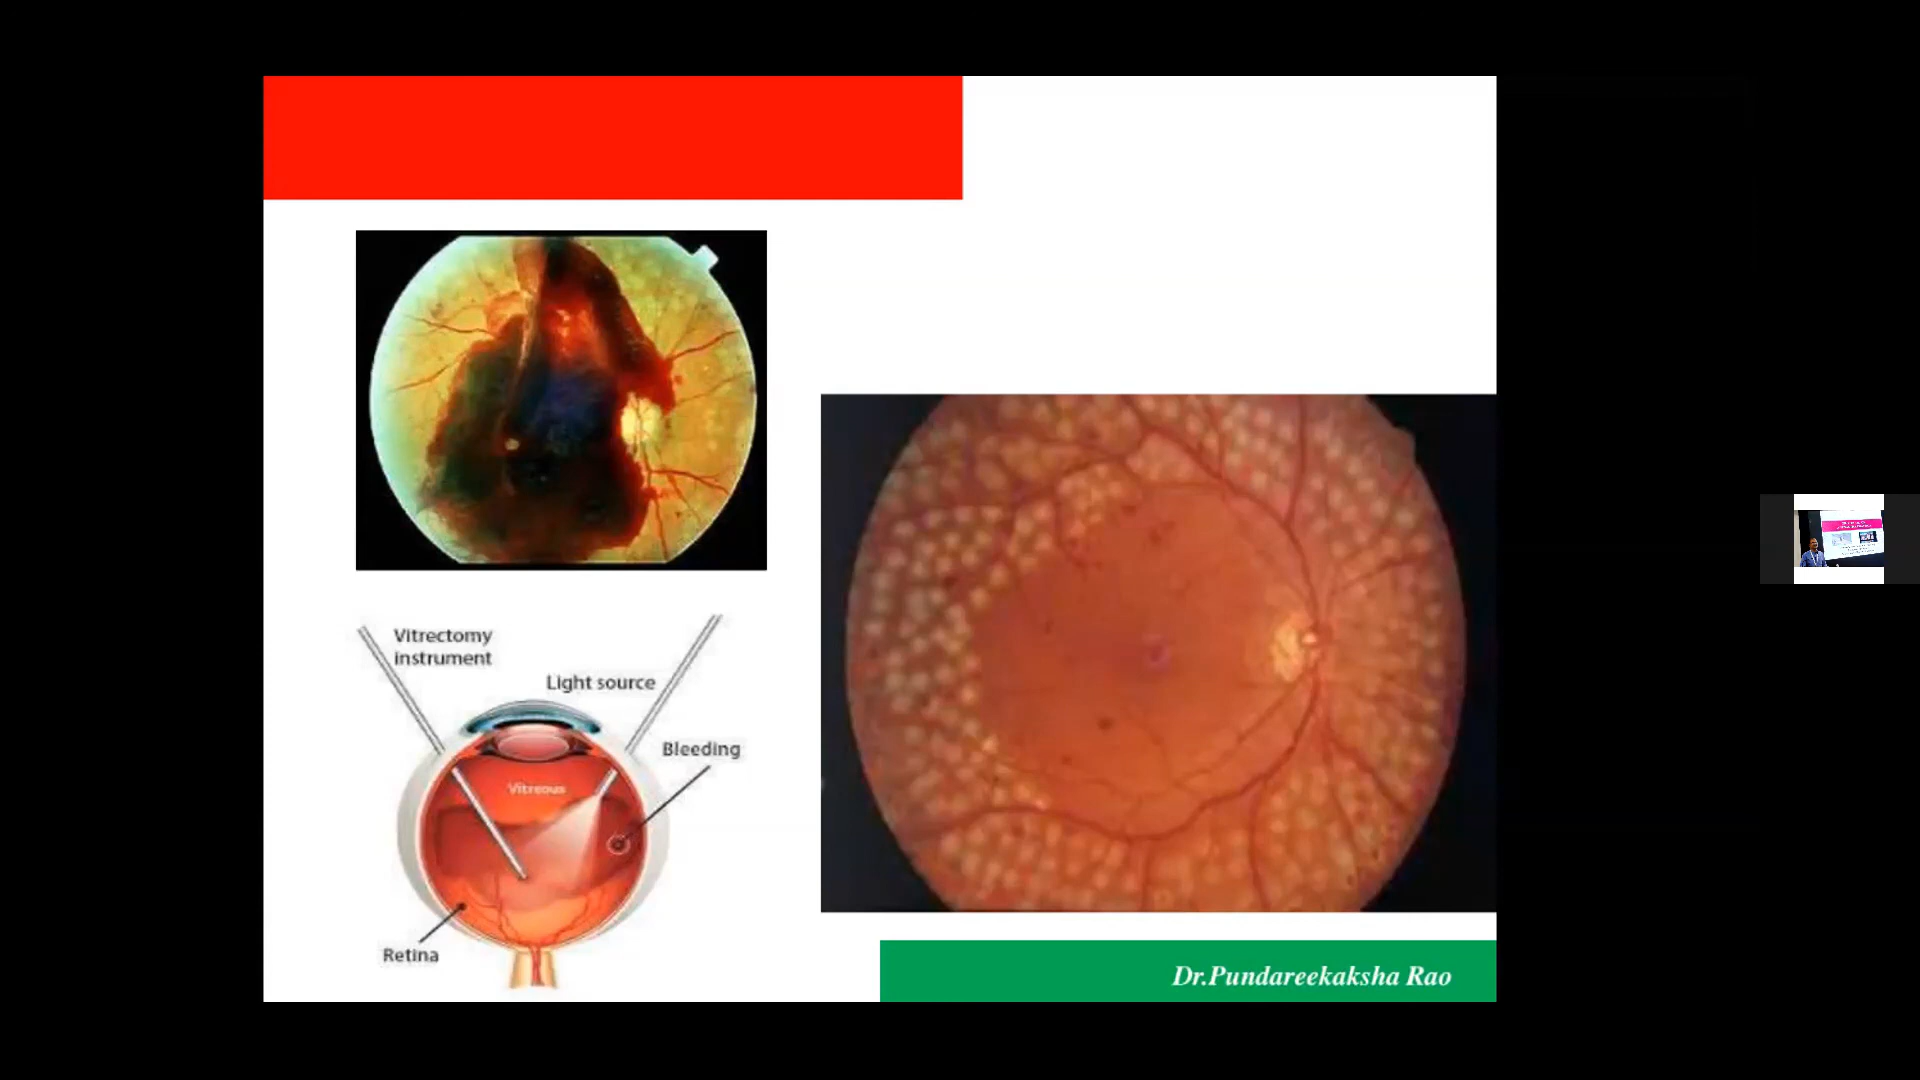 Vitrectomy
instrument
Light source
Bleeding
Vitreous
Retina
Dr.Pundareekaksha Rao